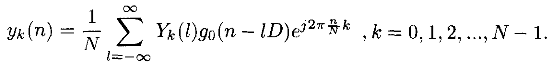 $y_k(n) = \frac{1}{N} \sum_{l=-\infty}^{\infty} Y_k(l) g_0(n - lD) e^{j2\pi \frac{n}{N} k} \ , k = 0, 1, 2, ..., N - 1.$